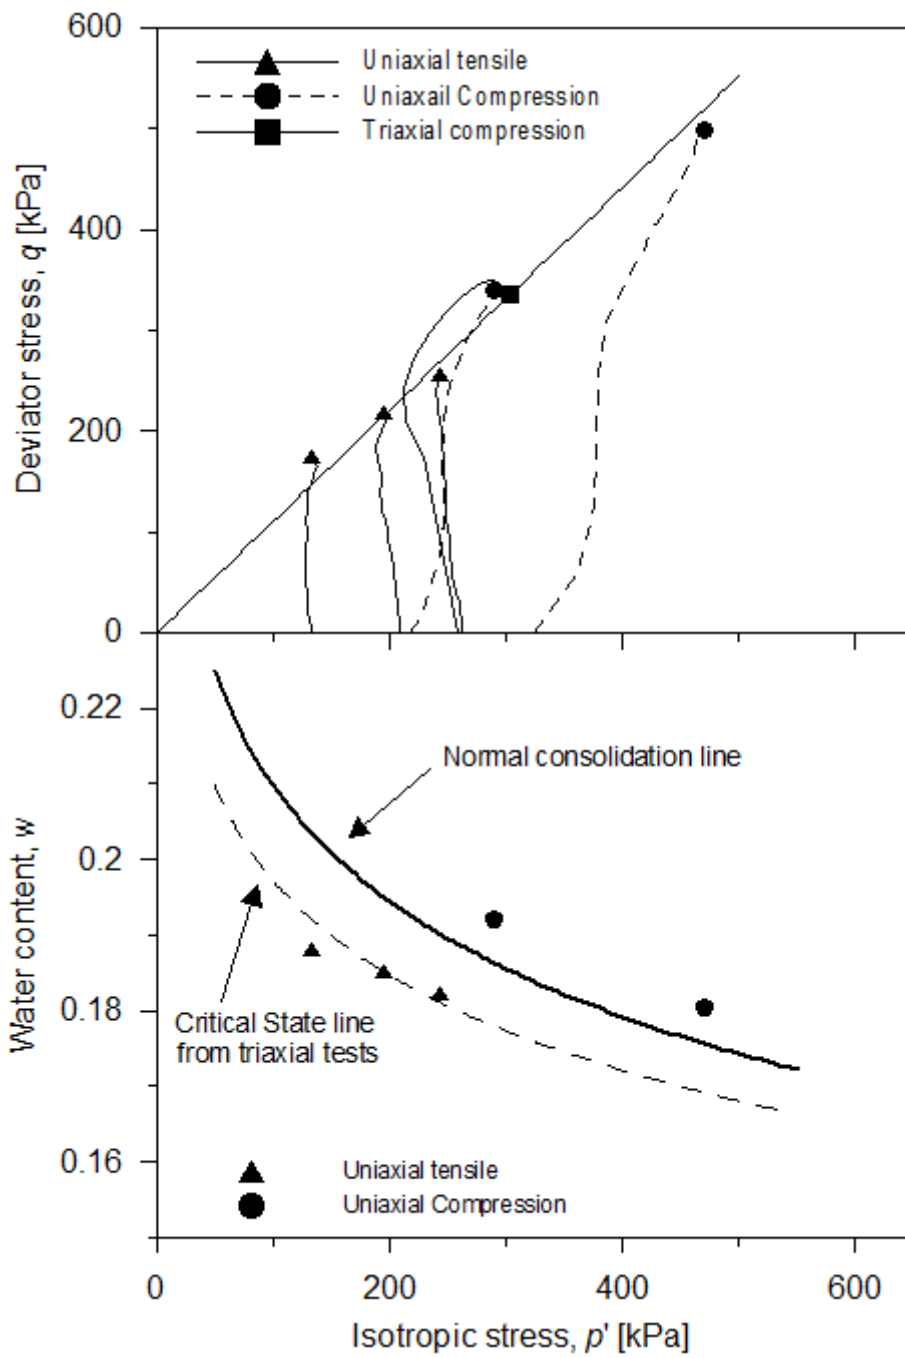 600
Uniaxial tensile
Uniaxail Compression
Triaxial compression
400
200
0
Deviator stress, q [kPa]
0.22
Normal consolidation line
0.2
Critical State line
from triaxial tests
0.18
0.16
Uniaxial tensile
Uniaxial Compression
Water content, w
0 200 400 600
Isotropic stress, p' [kPa]